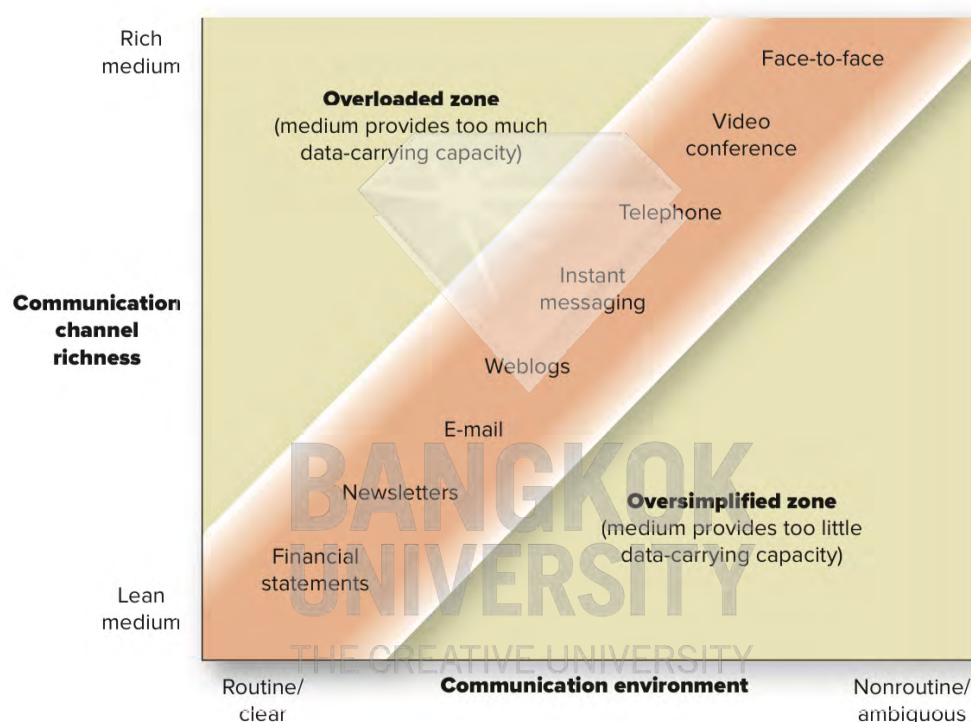 Rich
medium
Face-to-face
Overloaded zone
(medium provides too much
data-carrying capacity)
Video
conference
Telephone
Instant
messaging
Communication
channel
richness
Weblogs
E-mail
BANGKOK
UNIVERSITY
THE CREATIVE UNIVERSITY
Newsletters
Oversimplified zone
(medium provides too little
data-carrying capacity)
Financial
statements
Lean
medium
Routine/
clear
Communication environment
Nonroutine/
ambiguous